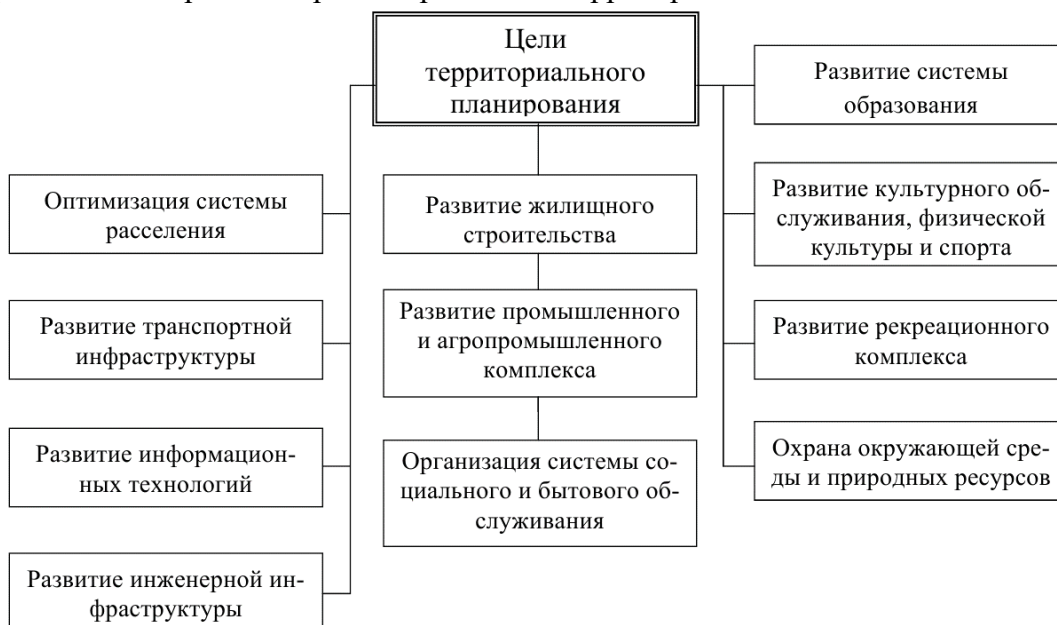 Цели
территориального
планирования
Развитие системы
образования
Оптимизация системы
расселения
Развитие жилищного
строительства
Развитие культурного об-
служивания, физической
культуры и спорта
Развитие транспортной
инфраструктуры
Развитие промышленного
и агропромышленного
комплекса
Развитие рекреационного
комплекса
Развитие информацион-
ных технологий
Организация системы со-
циального и бытового об-
служивания
Охрана окружающей сре-
ды и природных ресурсов
Развитие инженерной ин-
фраструктуры